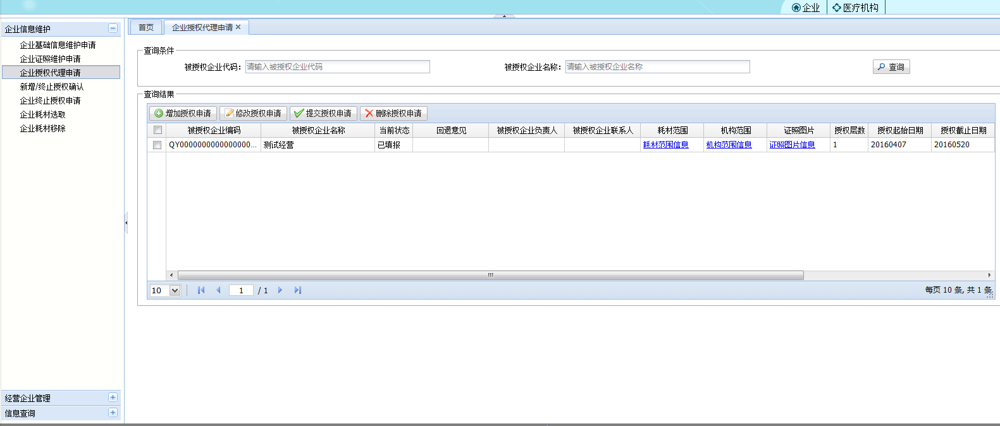 企业 医疗机构
企业信息维护
企业基础信息维护申请
企业证照维护申请
企业授权代理申请
新增/终止授权确认
企业终止授权申请
企业耗材选取
企业耗材移除
经营企业管理
信息查询
首页 企业授权代理申请
查询条件
被授权企业代码: 请输入被授权企业代码 被授权企业名称: 请输入被授权企业名称 查询
查询结果
增加授权申请 修改授权申请 提交授权申请 删除授权申请
被授权企业编码 被授权企业名称 当前状态 回退意见 被授权企业负责人 被授权企业联系人 耗材范围 机构范围 证照图片 授权层数 授权起始日期 授权截止日期
QY0000000000000000... 测试经营 已填报 耗材范围信息 机构范围信息 证照图片信息 1 20160407 20160520
10 1 / 1 每页 10 条, 共 1 条